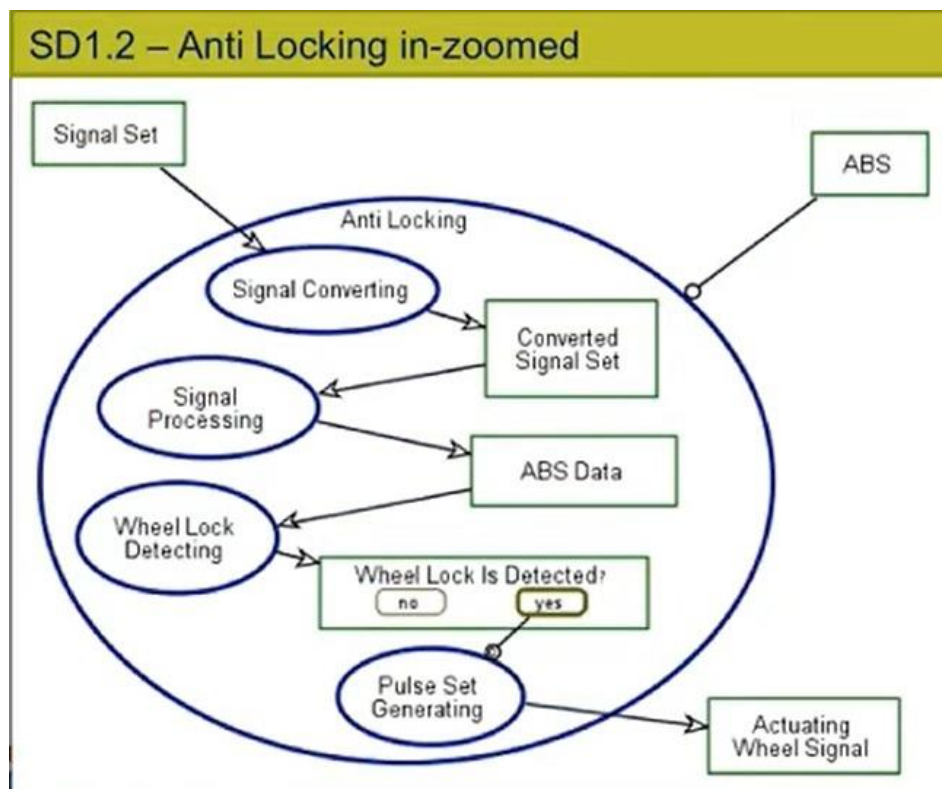 SD1.2 – Anti Locking in-zoomed
Signal Set
ABS
Anti Locking
Signal Converting
Converted
Signal Set
Signal
Processing
ABS Data
Wheel Lock
Detecting
Wheel Lock Is Detected?
no
yes
Pulse Set
Generating
Actuating
Wheel Signal